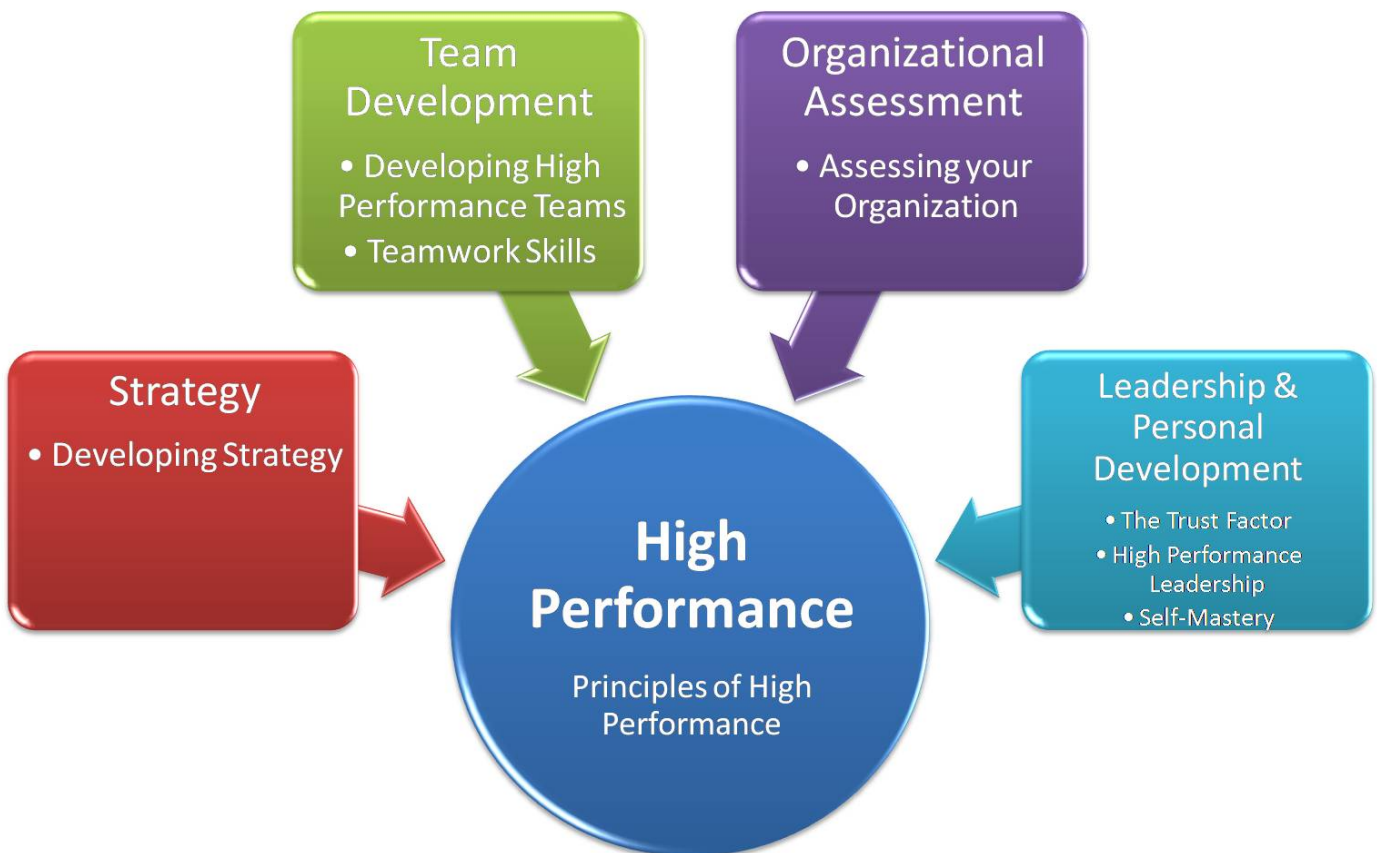 Team
Development
• Developing High
Performance Teams
• Teamwork Skills
Organizational
Assessment
• Assessing your
Organization
Strategy
• Developing Strategy
Leadership &
Personal
Development
• The Trust Factor
• High Performance
Leadership
• Self-Mastery
High
Performance
Principles of High
Performance